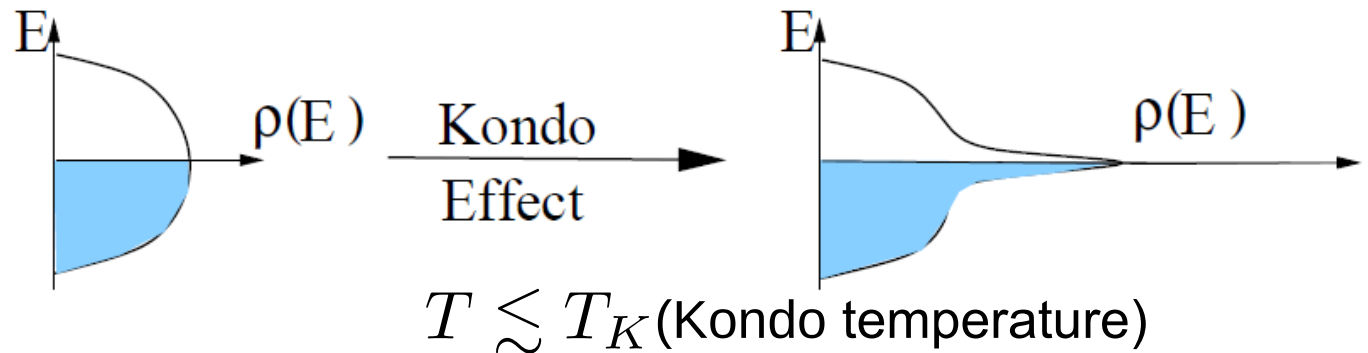 E
ρ(E )
Kondo
Effect
E
ρ(E )
T ≲ T_K (Kondo temperature)